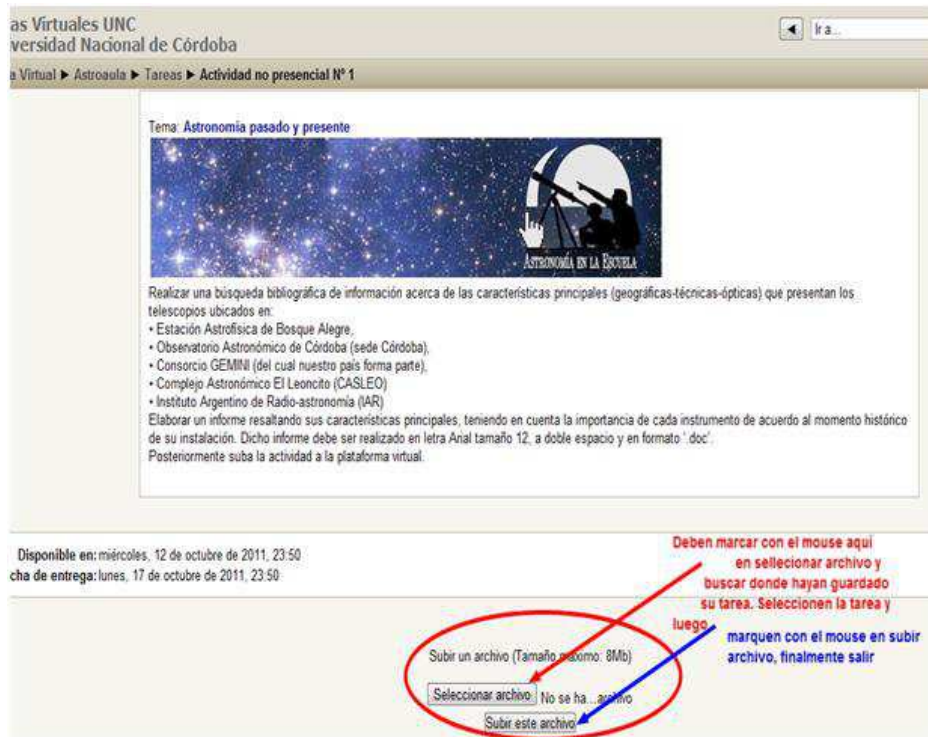 as Virtuales UNC
versidad Nacional de Córdoba
Ir a...
a Virtual ► Astroaula ► Tareas ► Actividad no presencial Nº 1
Tema: Astronomía pasado y presente
ASTRONOMÍA EN LA ESCUELA
Realizar una búsqueda bibliográfica de información acerca de las características principales (geográficas-técnicas-ópticas) que presentan los
telescopios ubicados en:
• Estación Astrofísica de Bosque Alegre,
• Observatorio Astronómico de Córdoba (sede Córdoba),
• Consorcio GEMINI (del cual nuestro país forma parte),
• Complejo Astronómico El Leoncito (CASLEO)
• Instituto Argentino de Radio-astronomía (IAR)
Elaborar un informe resaltando sus características principales, teniendo en cuenta la importancia de cada instrumento de acuerdo al momento histórico
de su instalación. Dicho informe debe ser realizado en letra Arial tamaño 12, a doble espacio y en formato '.doc'.
Posteriormente suba la actividad a la plataforma virtual.
Disponible en: miércoles, 12 de octubre de 2011, 23:50
cha de entrega: lunes, 17 de octubre de 2011, 23:50
Deben marcar con el mouse aquí
en sellecionar archivo y
buscar donde hayan guardado
su tarea. Seleccionen la tarea y
luego
marquen con el mouse en subir
archivo, finalmente salir
Subir un archivo (Tamaño máximo: 8Mb)
Seleccionar archivo No se ha...archivo
Subir este archivo